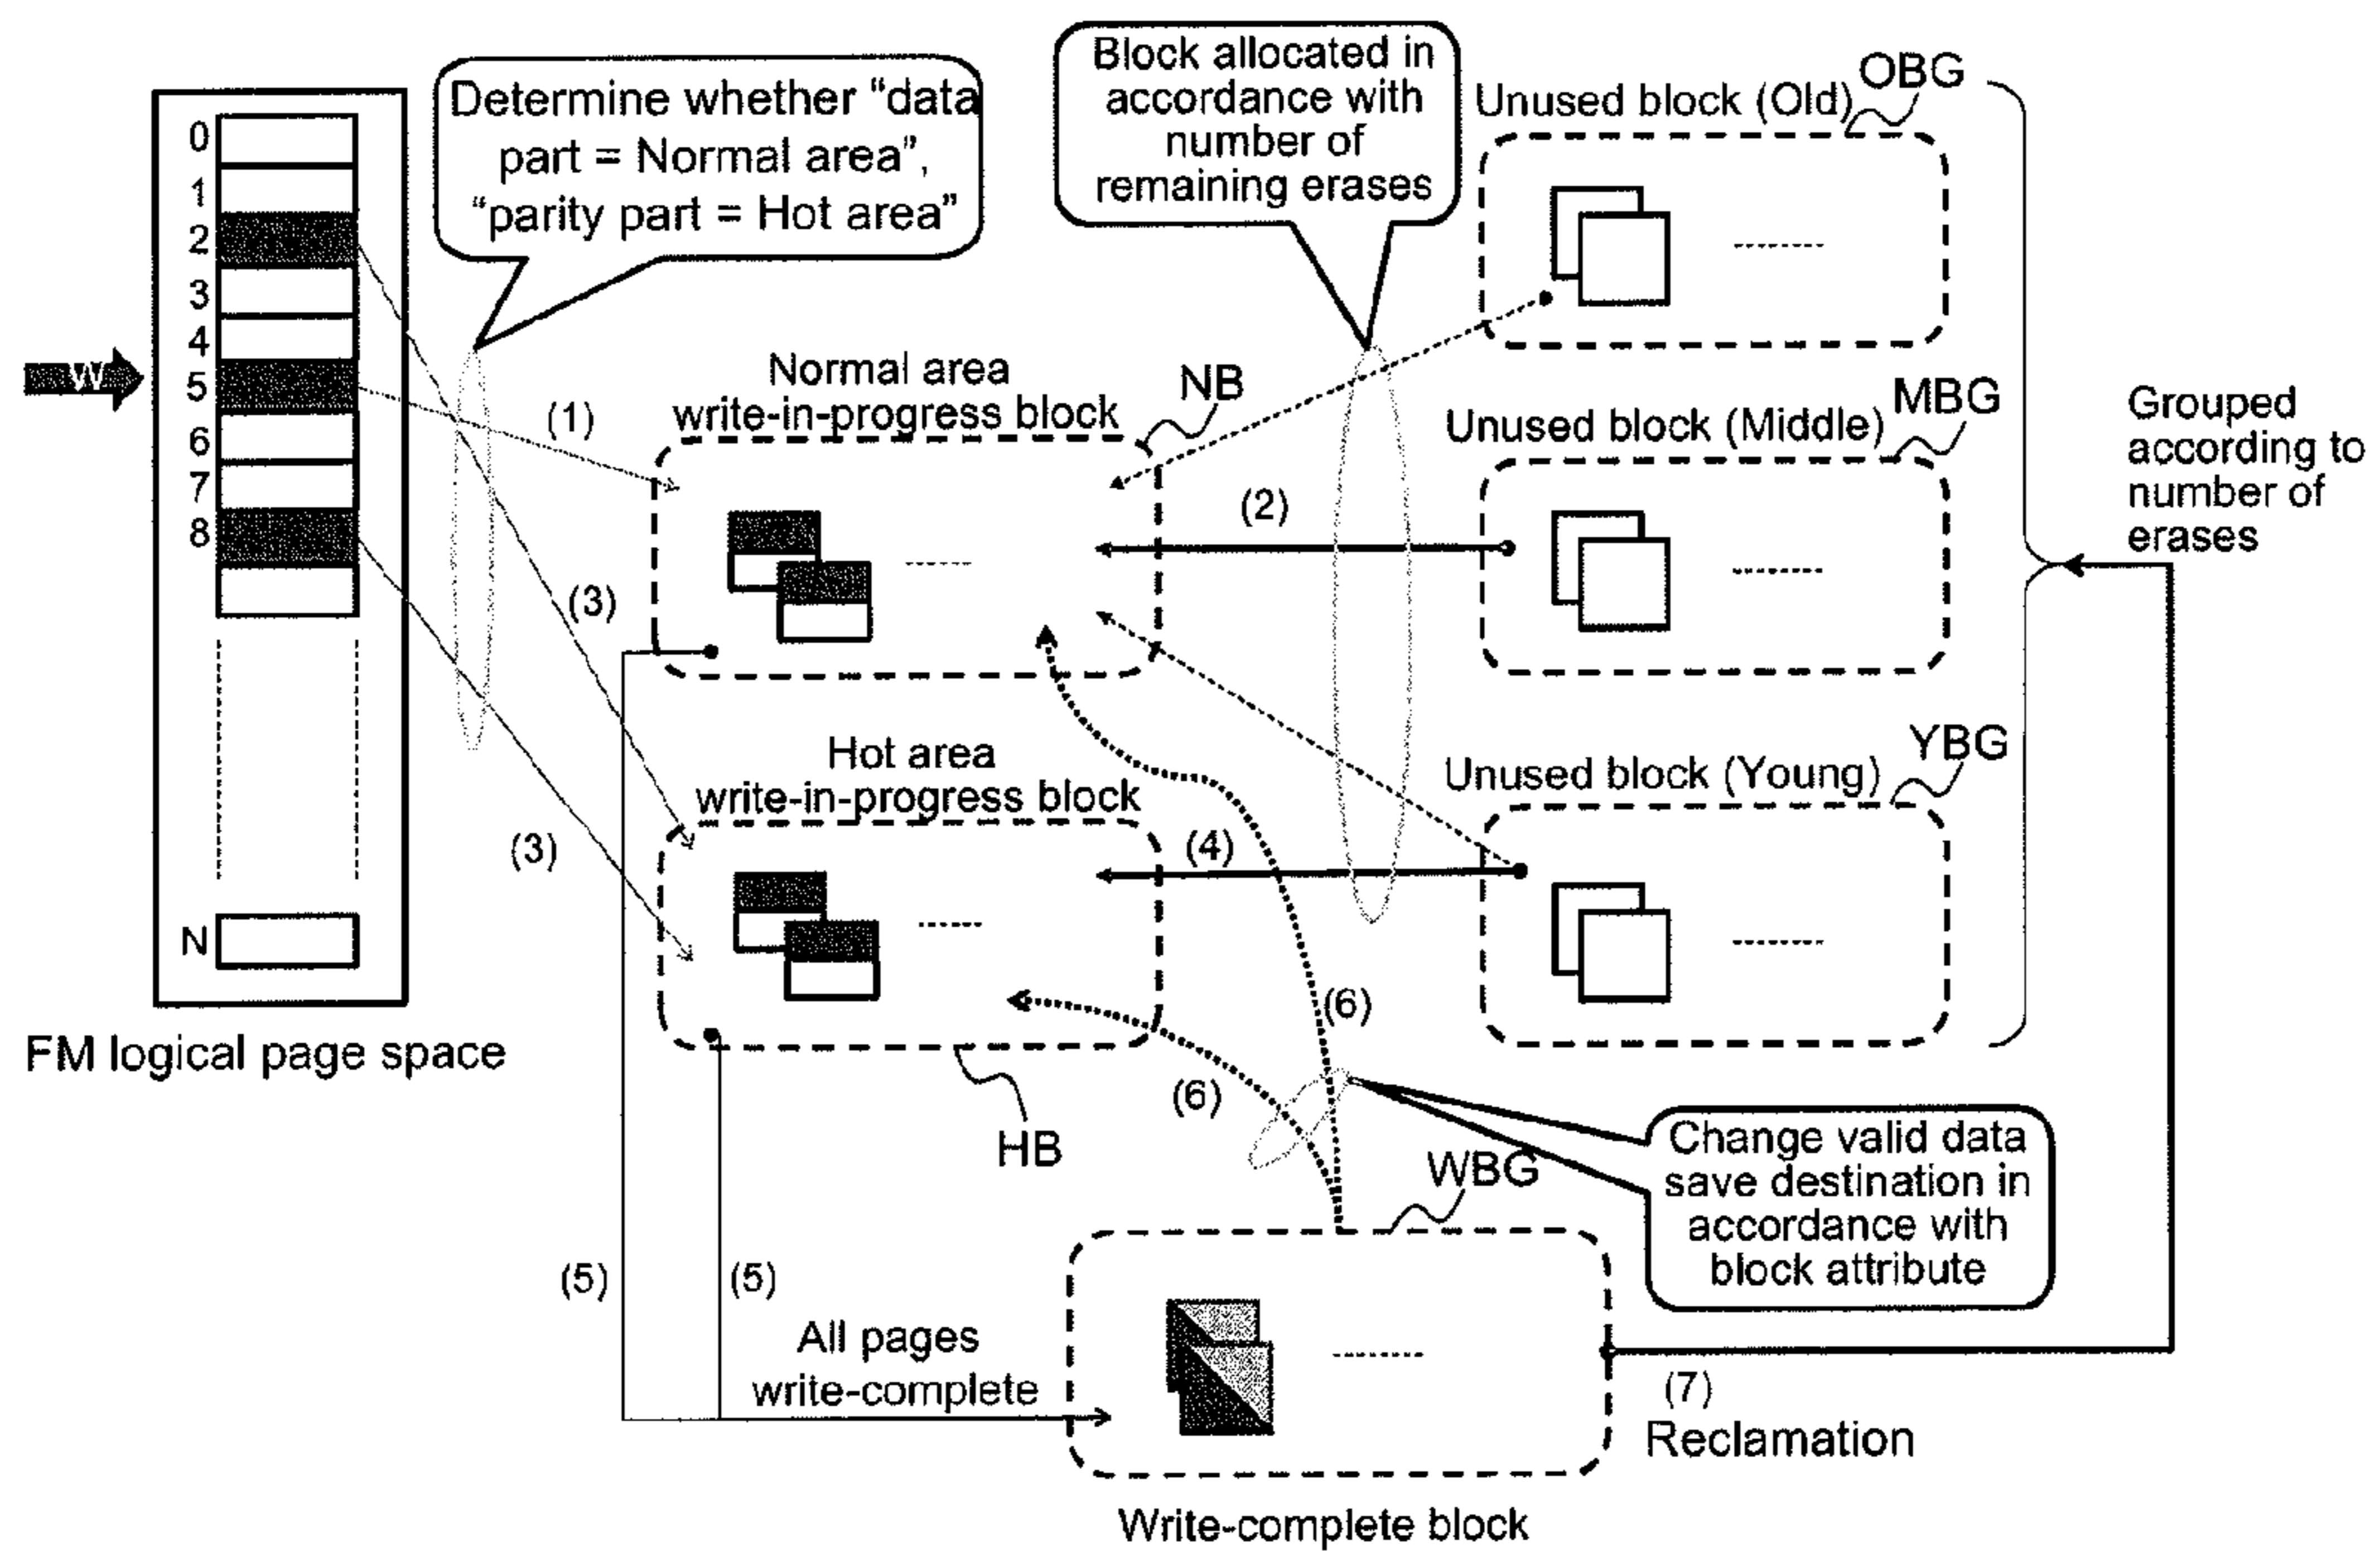 Determine whether “data
part = Normal area”,
“parity part = Hot area”
Block allocated in
accordance with
number of
remaining erases
OBG
Unused block (Old)
0
1
2
3
4
5
6
7
8
N
W
FM logical page space
Normal area
write-in-progress block
NB
(1)
(2)
(3)
(3)
Unused block (Middle)
MBG
Grouped
according to
number of
erases
Hot area
write-in-progress block
(4)
Unused block (Young)
YBG
HB
(6)
(6)
WBG
Change valid data
save destination in
accordance with
block attribute
(5)
(5)
All pages
write-complete
(7)
Reclamation
Write-complete block